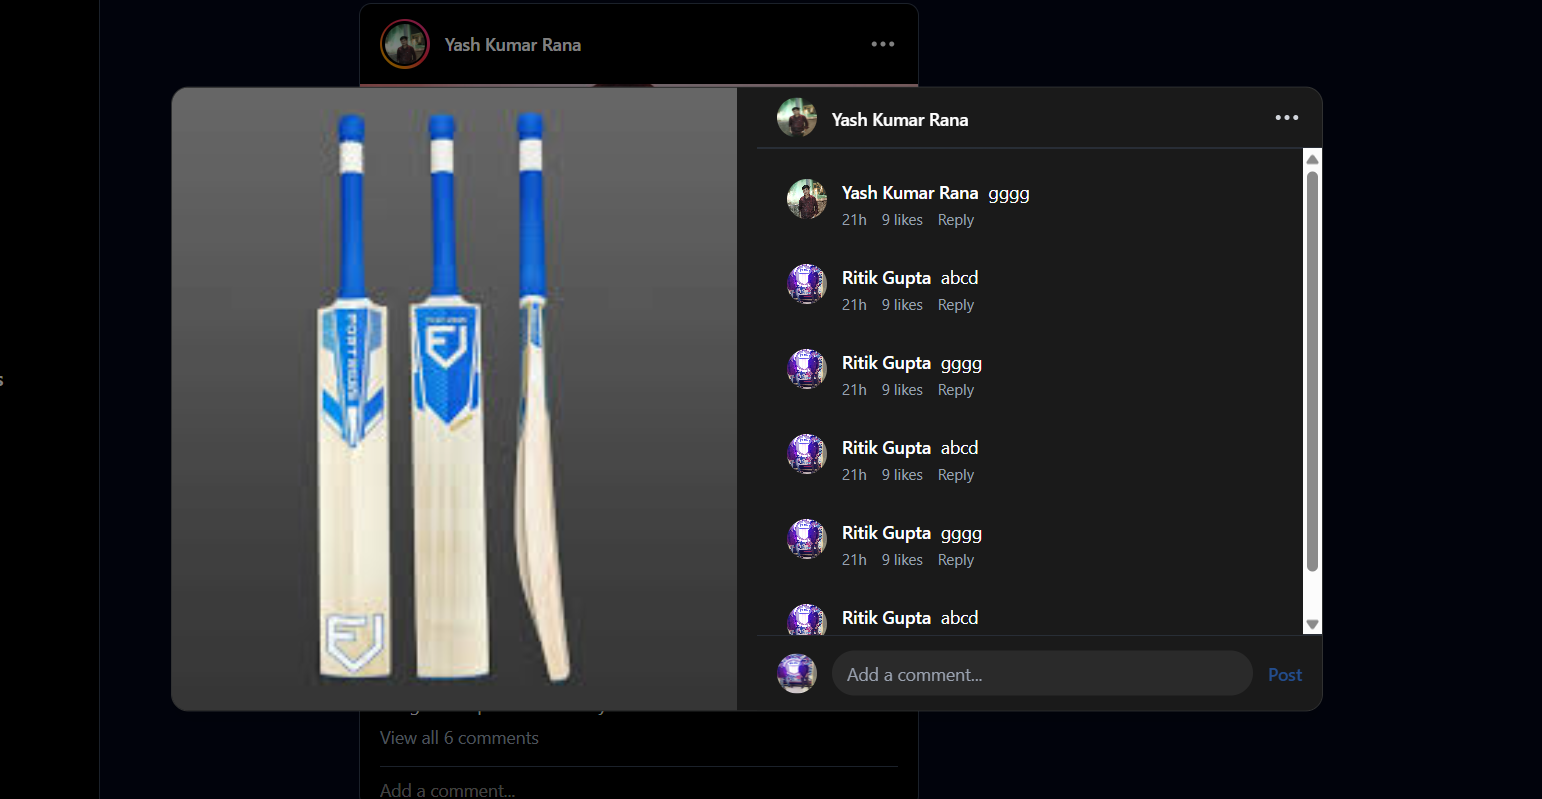 Yash Kumar Rana
Yash Kumar Rana
Yash Kumar Rana gggg
21h 9 likes Reply
Ritik Gupta abcd
21h 9 likes Reply
Ritik Gupta gggg
21h 9 likes Reply
Ritik Gupta abcd
21h 9 likes Reply
Ritik Gupta gggg
21h 9 likes Reply
Ritik Gupta abcd
Add a comment...
Post
View all 6 comments
Add a comment...